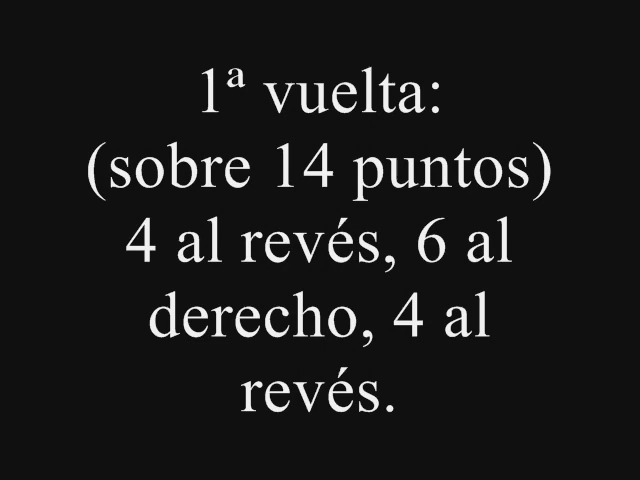 1ª vuelta:
(sobre 14 puntos)
4 al revés, 6 al
derecho, 4 al
revés.